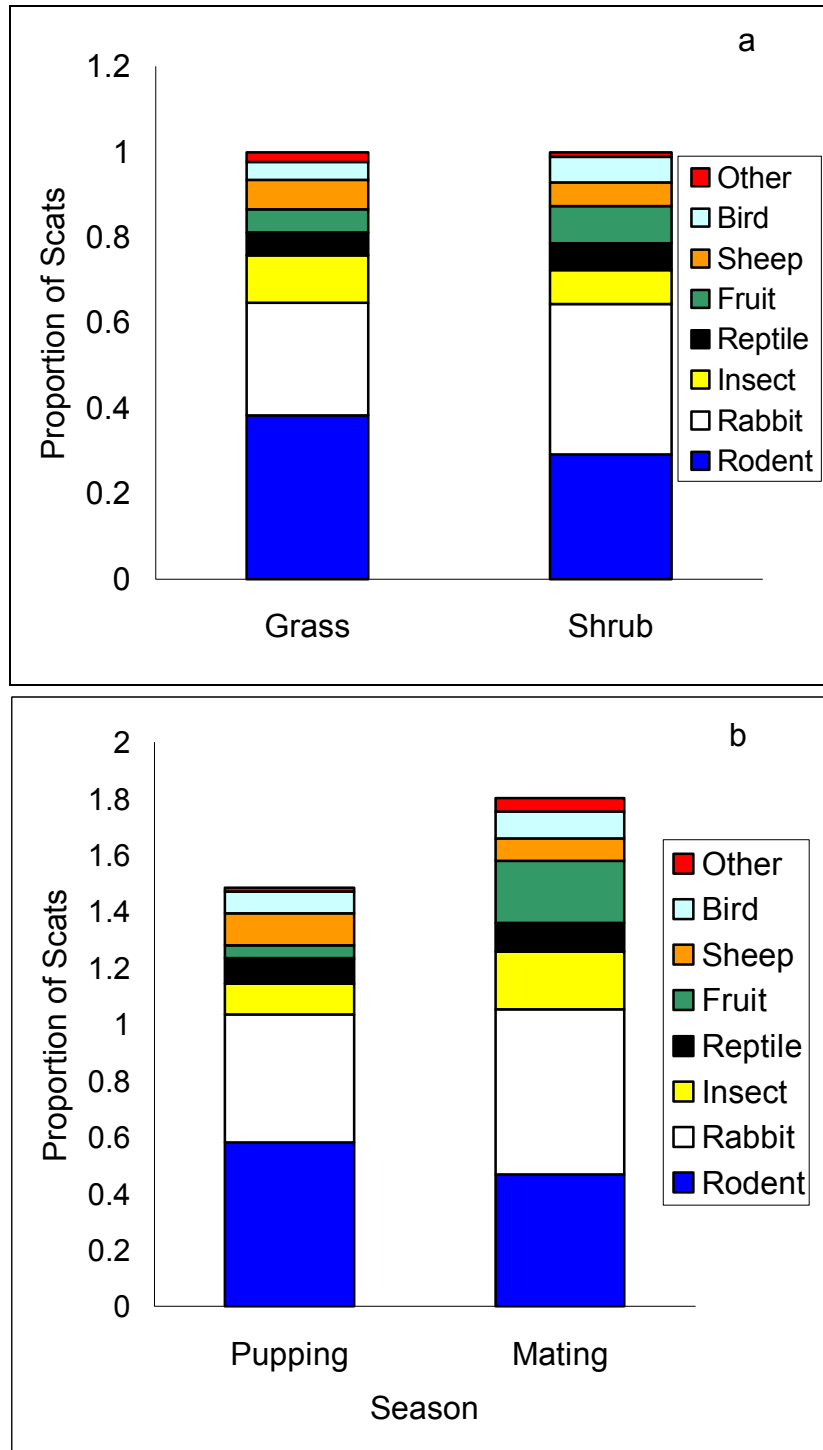 a
1.2
1
0.8
0.6
0.4
0.2
0
Proportion of Scats
Grass Shrub
Other
Bird
Sheep
Fruit
Reptile
Insect
Rabbit
Rodent
b
2
1.8
1.6
1.4
1.2
1
0.8
0.6
0.4
0.2
0
Proportion of Scats
Pupping Mating
Season
Other
Bird
Sheep
Fruit
Reptile
Insect
Rabbit
Rodent